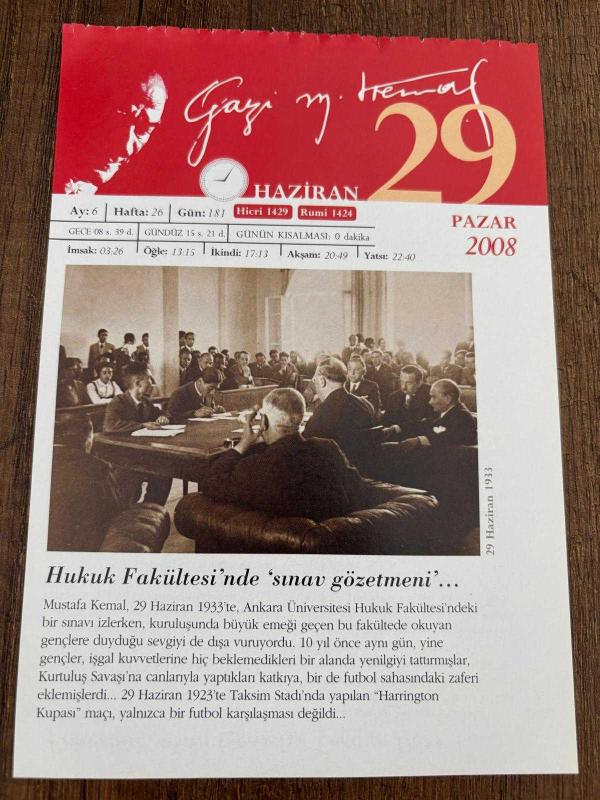 Gazi M. Kemal
29
HAZİRAN
Ay: 6 Hafta: 26 Gün: 181 Hicri 1429 Rumi 1424
PAZAR
2008
GECE 08 s. 39 d. GÜNDÜZ 15 s. 21 d. GÜNÜN KISALMASI: 0 dakika
İmsak: 03:26 Öğle: 13:15 İkindi: 17:13 Akşam: 20:49 Yatsı: 22:40
29 Haziran 1933
Hukuk Fakültesi'nde 'sınav gözetmeni'...
Mustafa Kemal, 29 Haziran 1933'te, Ankara Üniversitesi Hukuk Fakültesi'ndeki
bir sınavı izlerken, kuruluşunda büyük emeği geçen bu fakültede okuyan
gençlere duyduğu sevgiyi de dışa vuruyordu. 10 yıl önce aynı gün, yine
gençler, işgal kuvvetlerine hiç beklemedikleri bir alanda yenilgiyi tattırmışlar,
Kurtuluş Savaşı'na canlarıyla yaptıkları katkıya, bir de futbol sahasındaki zaferi
eklemişlerdi... 29 Haziran 1923'te Taksim Stadı'nda yapılan "Harrington
Kupası" maçı, yalnızca bir futbol karşılaşması değildi...